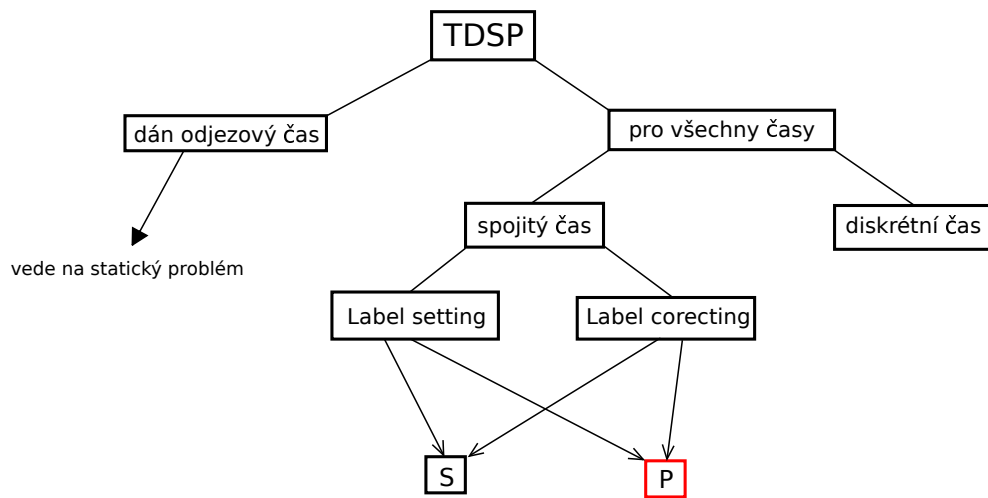 TDSP
dán odjezový čas
pro všechny časy
spojitý čas
diskrétní čas
vede na statický problém
Label setting
Label corecting
S
P